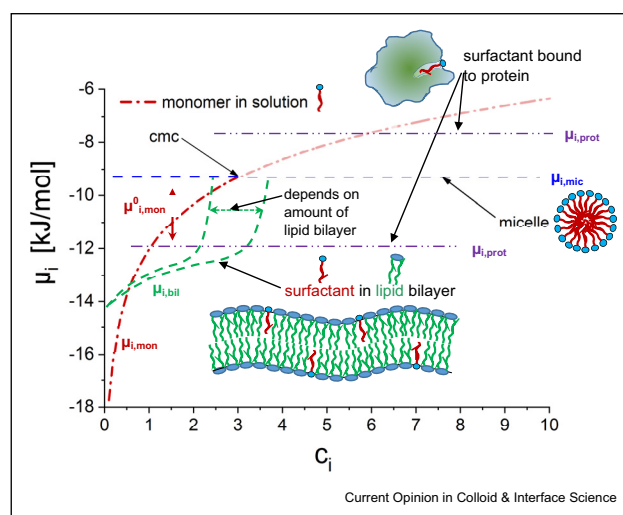 surfactant bound
to protein
-6
monomer in solution
cmc
-8
μi,prot
μi,mic
-10
μ⁰i,mon
depends on
amount of
lipid bilayer
micelle
μi [kJ/mol]
-12
μi,prot
μi,bil
surfactant in lipid bilayer
-14
μi,mon
-16
-18
0 1 2 3 4 5 6 7 8 9 10
ci
Current Opinion in Colloid & Interface Science